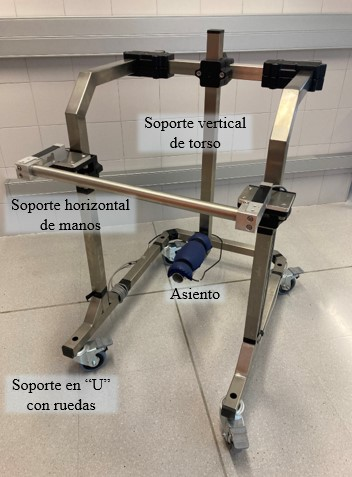 Soporte vertical
de torso
Soporte horizontal
de manos
Asiento
Soporte en “U”
con ruedas